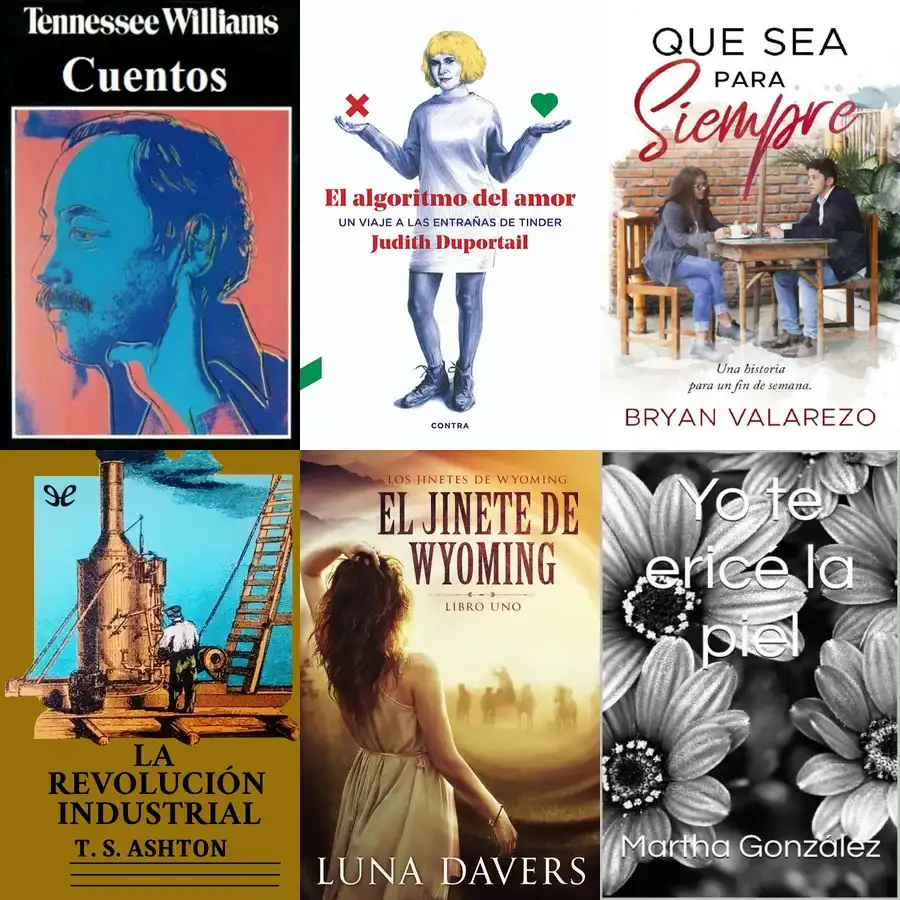 Tennessee Williams
Cuentos
El algoritmo del amor
UN VIAJE A LAS ENTRAÑAS DE TINDER
Judith Duportail
CONTRA
QUE SEA
PARA
Siempre
Una historia
para un fin de semana.
BRYAN VALAREZO
LA
REVOLUCIÓN
INDUSTRIAL
T. S. ASHTON
LOS JINETES DE WYOMING
EL JINETE DE
WYOMING
LIBRO UNO
LUNA DAVERS
Yo te
erice la
piel
Martha González